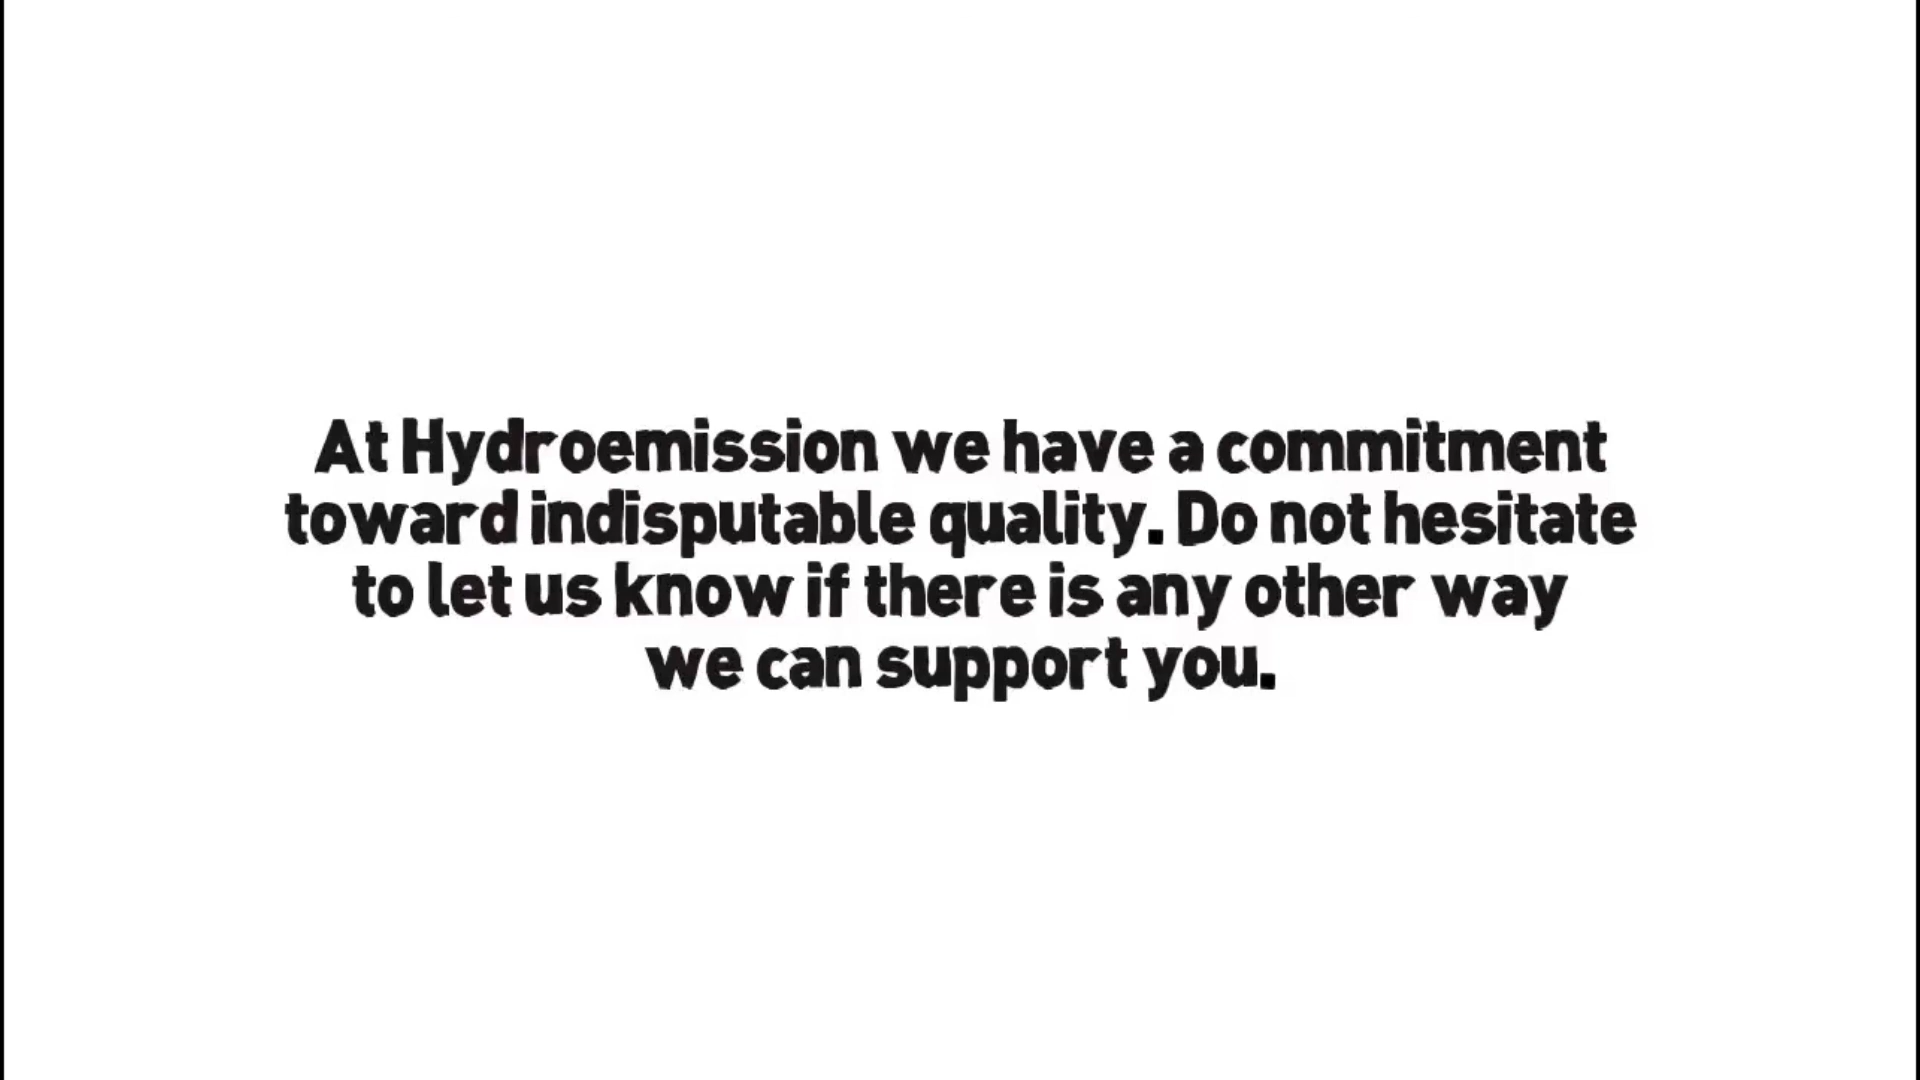 At Hydroemission we have a commitment
toward indisputable quality. Do not hesitate
to let us know if there is any other way
we can support you.